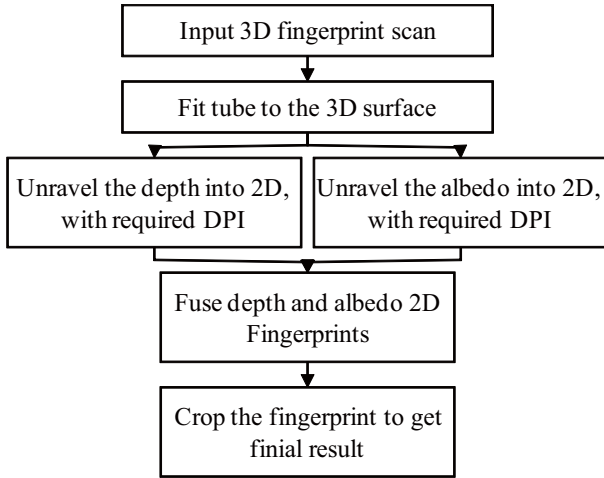 Input 3D fingerprint scan
Fit tube to the 3D surface
Unravel the depth into 2D,
with required DPI
Unravel the albedo into 2D,
with required DPI
Fuse depth and albedo 2D
Fingerprints
Crop the fingerprint to get
finial result